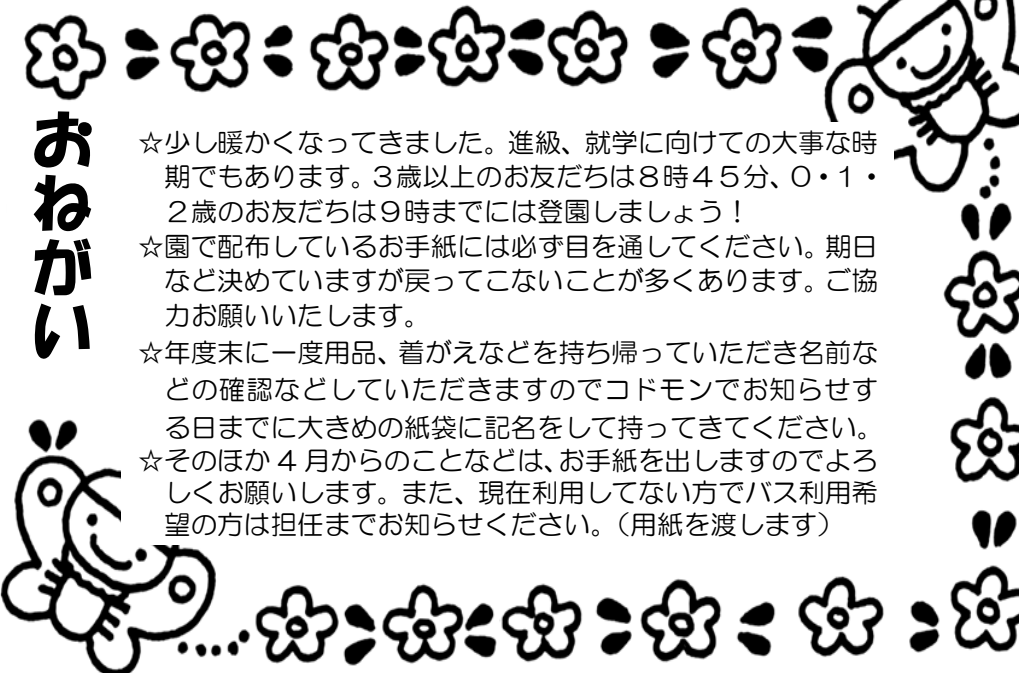 おねがい
☆少し暖かくなってきました。進級、就学に向けての大事な時
期でもあります。3歳以上のお友だちは8時45分、0・1・
2歳のお友だちは9時までには登園しましょう!
☆園で配布しているお手紙には必ず目を通してください。期日
など決めていますが戻ってこないことが多くあります。ご協
力お願いいたします。
☆年度末に一度用品、着がえなどを持ち帰っていただき名前な
どの確認などしていただきますのでコドモンでお知らせす
る日までに大きめの紙袋に記名をして持ってきてください。
☆そのほか4月からのことなどは、お手紙を出しますのでよろ
しくお願いします。また、現在利用してない方でバス利用希
望の方は担任までお知らせください。(用紙を渡します)